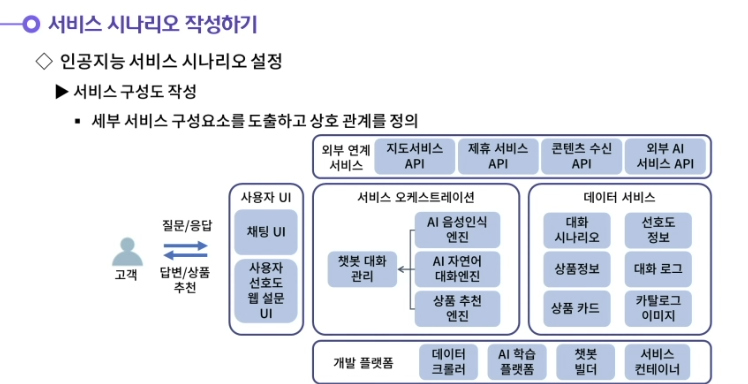 서비스 시나리오 작성하기
◇ 인공지능 서비스 시나리오 설정
▶ 서비스 구성도 작성
▪ 세부 서비스 구성요소를 도출하고 상호 관계를 정의
외부 연계
서비스
지도서비스
API
제휴 서비스
API
콘텐츠 수신
API
외부 AI
서비스 API
고객
질문/응답
답변/상품
추천
사용자 UI
채팅 UI
사용자
선호도
웹 설문
UI
서비스 오케스트레이션
챗봇 대화
관리
AI 음성인식
엔진
AI 자연어
대화엔진
상품 추천
엔진
데이터 서비스
대화
시나리오
선호도
정보
상품정보
대화 로그
상품 카드
카탈로그
이미지
개발 플랫폼
데이터
크롤러
AI 학습
플랫폼
챗봇
빌더
서비스
컨테이너